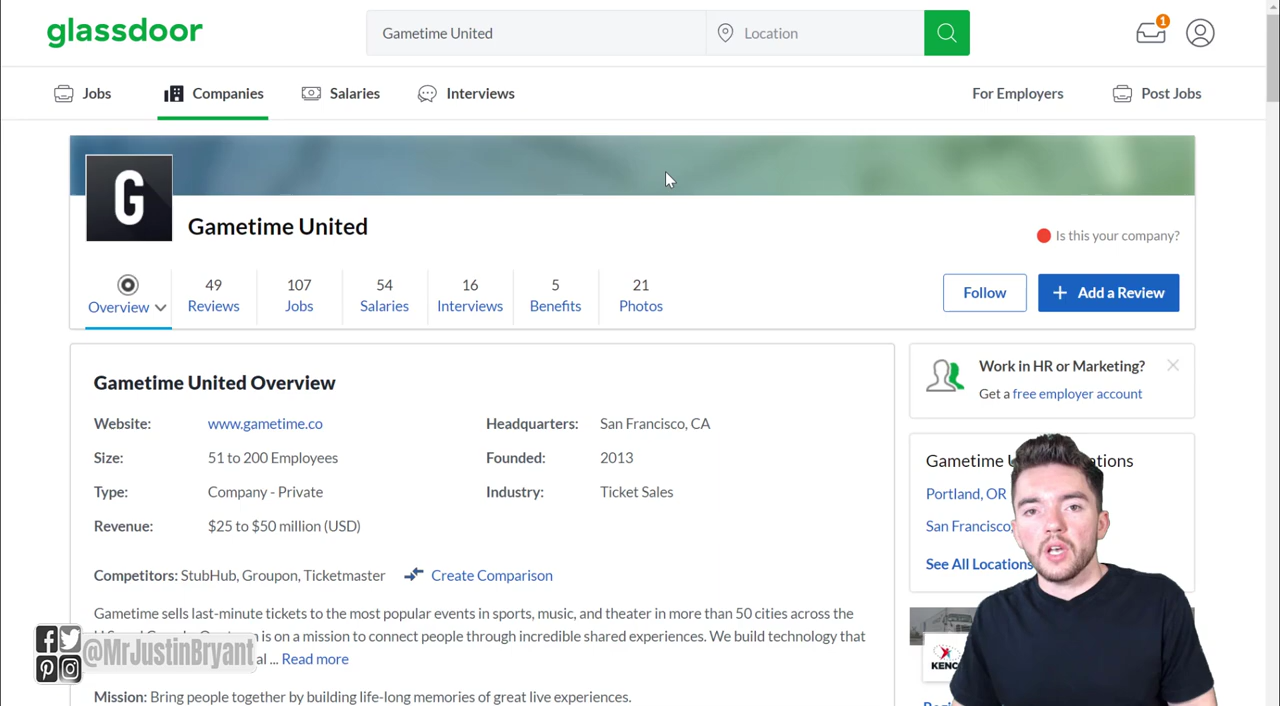 glassdoor
Gametime United
Location
1
Jobs
Companies
Salaries
Interviews
For Employers
Post Jobs
G
Gametime United
Is this your company?
Overview
49
Reviews
107
Jobs
54
Salaries
16
Interviews
5
Benefits
21
Photos
Follow
+ Add a Review
Gametime United Overview
Website: www.gametime.co
Headquarters: San Francisco, CA
Size: 51 to 200 Employees
Founded: 2013
Type: Company - Private
Industry: Ticket Sales
Revenue: $25 to $50 million (USD)
Competitors: StubHub, Groupon, Ticketmaster
Create Comparison
Gametime sells last-minute tickets to the most popular events in sports, music, and theater in more than 50 cities across the
is on a mission to connect people through incredible shared experiences. We build technology that
al ... Read more
Mission: Bring people together by building life-long memories of great live experiences.
Work in HR or Marketing?
Get a free employer account
Gametime
Portland, OR
San Francisco,
See All Locations
KENC
@MrJustinBryant